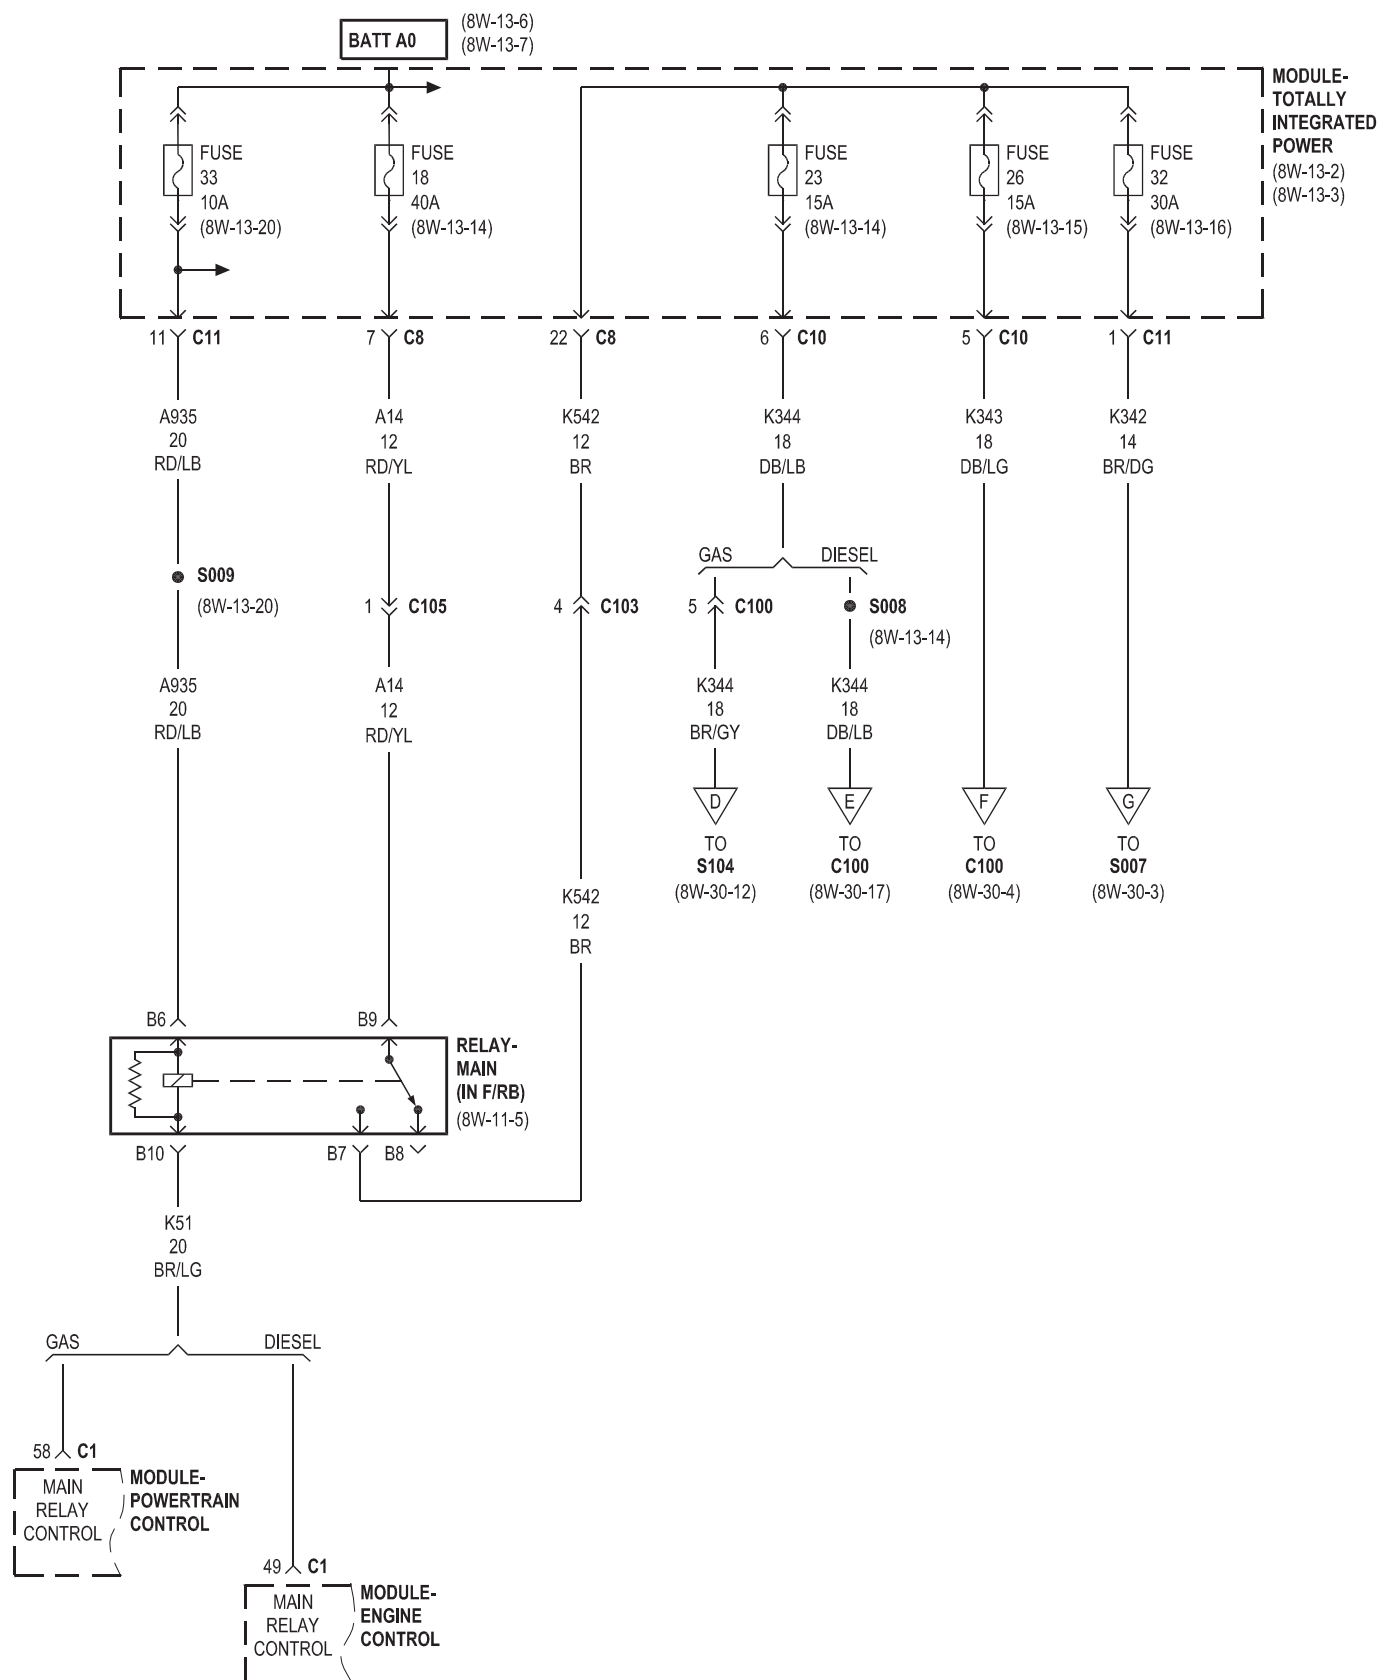 BATT A0
(8W-13-6)
(8W-13-7)
MODULE-
TOTALLY
INTEGRATED
POWER
(8W-13-2)
(8W-13-3)
FUSE
33
10A
(8W-13-20)
FUSE
18
40A
(8W-13-14)
FUSE
23
15A
(8W-13-14)
FUSE
26
15A
(8W-13-15)
FUSE
32
30A
(8W-13-16)
11 C11
7 C8
22 C8
6 C10
5 C10
1 C11
A935
20
RD/LB
A14
12
RD/YL
K542
12
BR
K344
18
DB/LB
K343
18
DB/LG
K342
14
BR/DG
GAS
DIESEL
S009
(8W-13-20)
1 C105
4 C103
5 C100
S008
(8W-13-14)
A935
20
RD/LB
A14
12
RD/YL
K344
18
BR/GY
K344
18
DB/LB
D
TO
S104
(8W-30-12)
E
TO
C100
(8W-30-17)
F
TO
C100
(8W-30-4)
G
TO
S007
(8W-30-3)
K542
12
BR
B6
B9
RELAY-
MAIN
(IN F/RB)
(8W-11-5)
B10
B7
B8
K51
20
BR/LG
GAS
DIESEL
58 C1
MAIN
RELAY
CONTROL
MODULE-
POWERTRAIN
CONTROL
49 C1
MAIN
RELAY
CONTROL
MODULE-
ENGINE
CONTROL